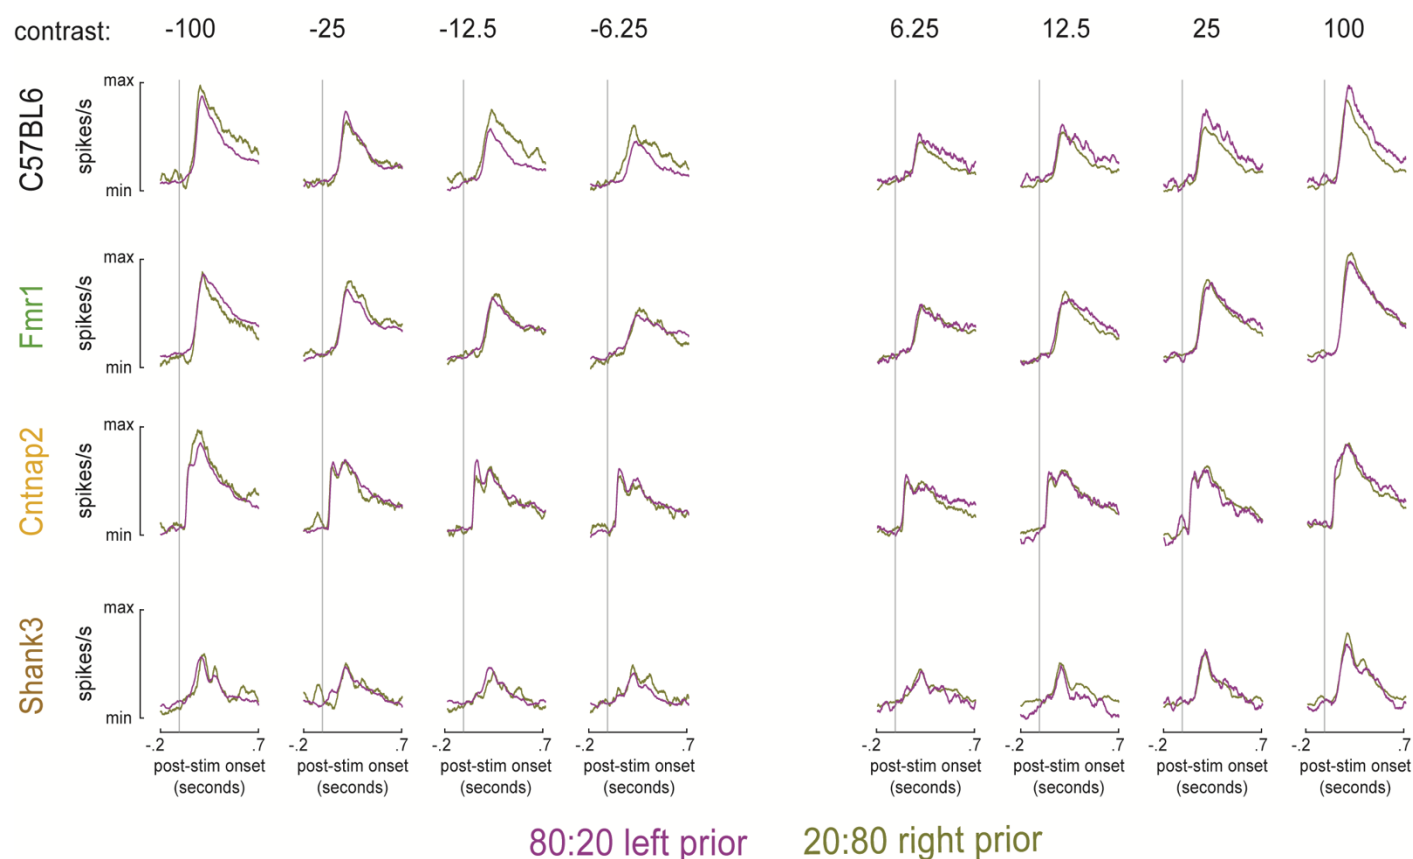 contrast: -100 -25 -12.5 -6.25 6.25 12.5 25 100
C57BL6
spikes/s
max
min
Fmr1
spikes/s
max
min
Cntnap2
spikes/s
max
min
Shank3
spikes/s
max
min
-.2 .7 -.2 .7 -.2 .7 -.2 .7 -.2 .7 -.2 .7 -.2 .7 -.2 .7
post-stim onset post-stim onset post-stim onset post-stim onset post-stim onset post-stim onset post-stim onset post-stim onset
(seconds) (seconds) (seconds) (seconds) (seconds) (seconds) (seconds) (seconds)
80:20 left prior 20:80 right prior